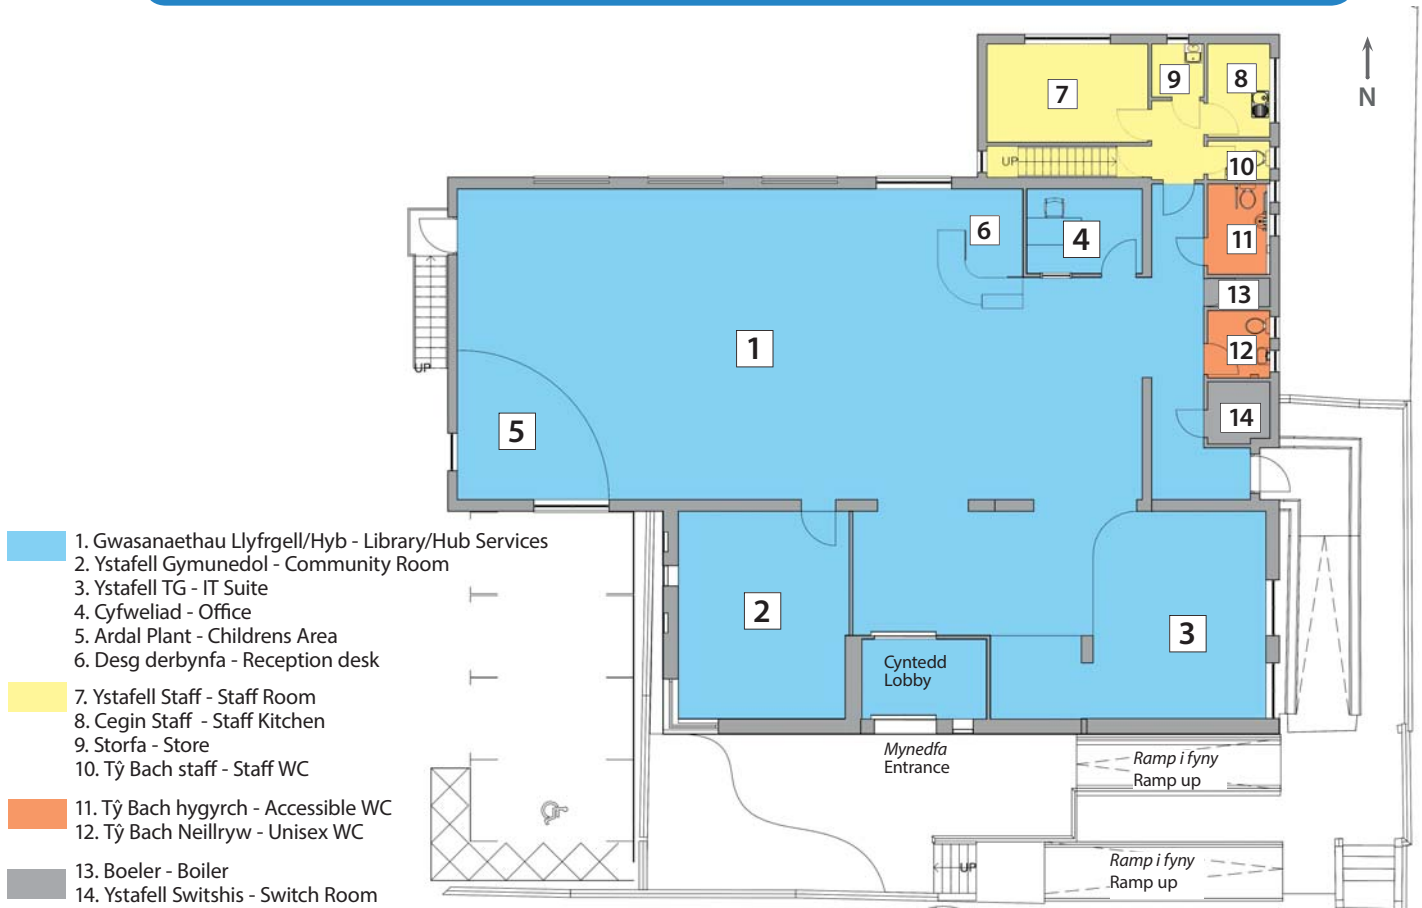 N
7
9
8
UP
10
6
4
11
13
1
12
UP
14
5
2
3
Cyntedd
Lobby
Mynedfa
Entrance
Ramp i fyny
Ramp up
UP
Ramp i fyny
Ramp up
1. Gwasanaethau Llyfrgell/Hyb - Library/Hub Services
2. Ystafell Gymunedol - Community Room
3. Ystafell TG - IT Suite
4. Cyfweliad - Office
5. Ardal Plant - Childrens Area
6. Desg derbynfa - Reception desk
7. Ystafell Staff - Staff Room
8. Cegin Staff - Staff Kitchen
9. Storfa - Store
10. Tŷ Bach staff - Staff WC
11. Tŷ Bach hygyrch - Accessible WC
12. Tŷ Bach Neillryw - Unisex WC
13. Boeler - Boiler
14. Ystafell Switshis - Switch Room